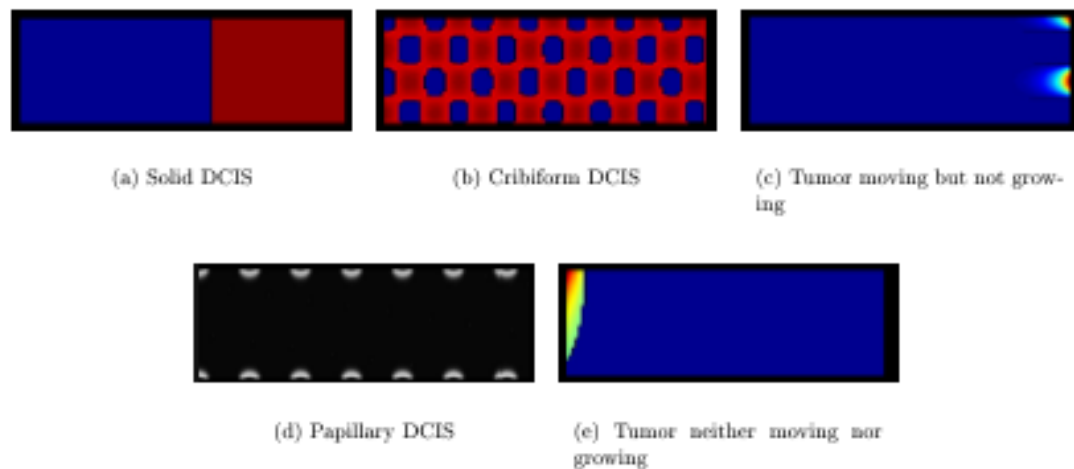 (a) Solid DCIS
(b) Cribiform DCIS
(c) Tumor moving but not grow-
ing
(d) Papillary DCIS
(e) Tumor neither moving nor
growing